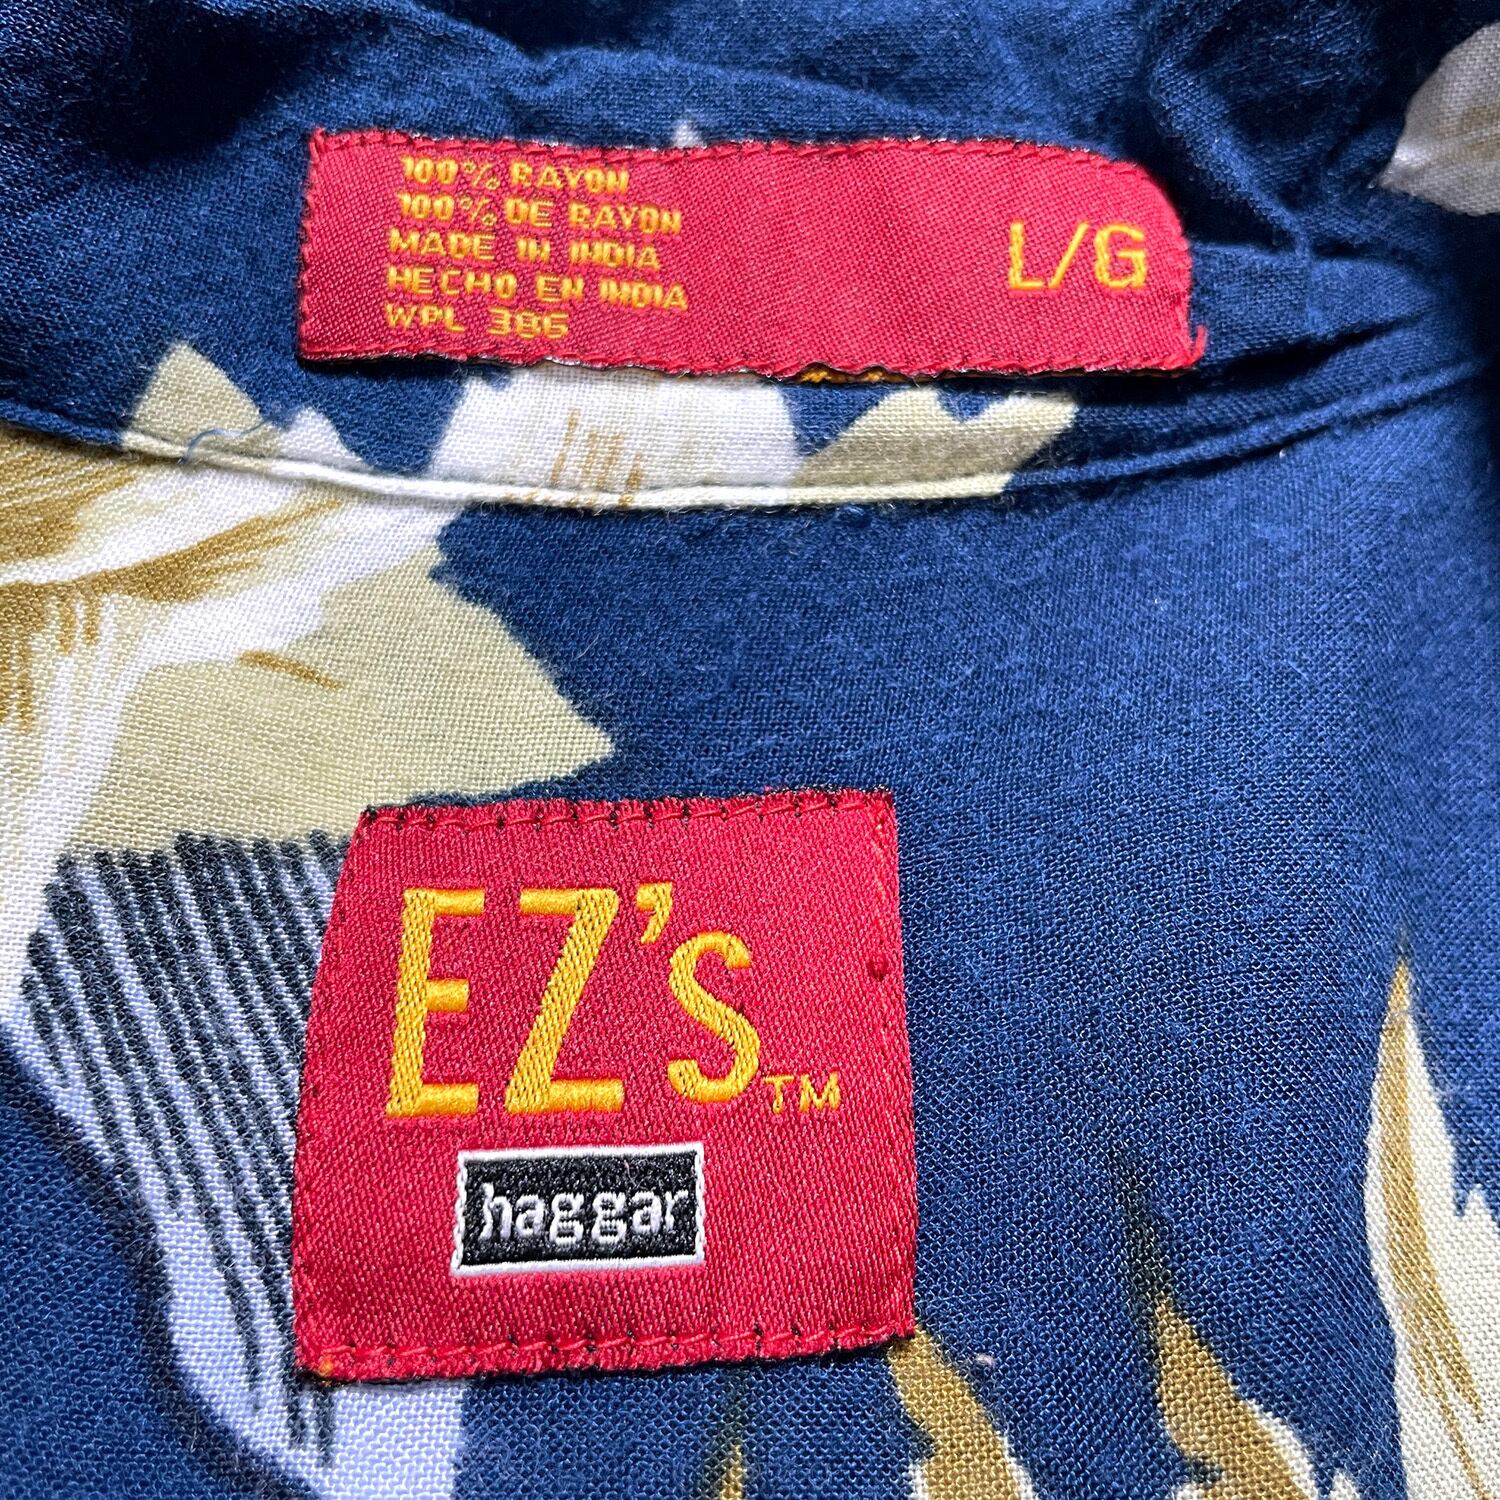 100% RAYON
100% DE RAYON
MADE IN INDIA
HECHO EN INDIA
WPL 386
L/G
EZ's TM
haggar